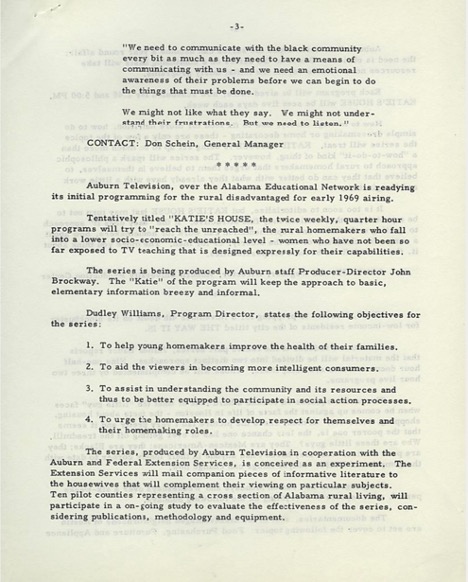 -3-
"We need to communicate with the black community
every bit as much as they need to have a means of
communicating with us - and we need an emotional
awareness of their problems before we can begin to do
the things that must be done.
We might not like what they say. We might not under-
stand their frustrations. But we need to listen."
CONTACT: Don Schein, General Manager
* * * * *
Auburn Television, over the Alabama Educational Network is readying
its initial programming for the rural disadvantaged for early 1969 airing.
Tentatively titled "KATIE'S HOUSE, the twice weekly, quarter hour
programs will try to "reach the unreached", the rural homemakers who fall
into a lower socio-economic-educational level - women who have not been so
far exposed to TV teaching that is designed expressly for their capabilities.
The series is being produced by Auburn staff Producer-Director John
Brockway. The "Katie" of the program will keep the approach to basic,
elementary information breezy and informal.
Dudley Williams, Program Director, states the following objectives for
the series:
1. To help young homemakers improve the health of their families.
2. To aid the viewers in becoming more intelligent consumers.
3. To assist in understanding the community and its resources and
thus to be better equipped to participate in social action processes.
4. To urge the homemakers to develop respect for themselves and
their homemaking roles.
The series, produced by Auburn Television in cooperation with the
Auburn and Federal Extension Services, is conceived as an experiment. The
Extension Services will mail companion pieces of informative literature to
the housewives that will complement their viewing on particular subjects.
Ten pilot counties representing a cross section of Alabama rural living, will
participate in a on-going study to evaluate the effectiveness of the series, con-
sidering publications, methodology and equipment.